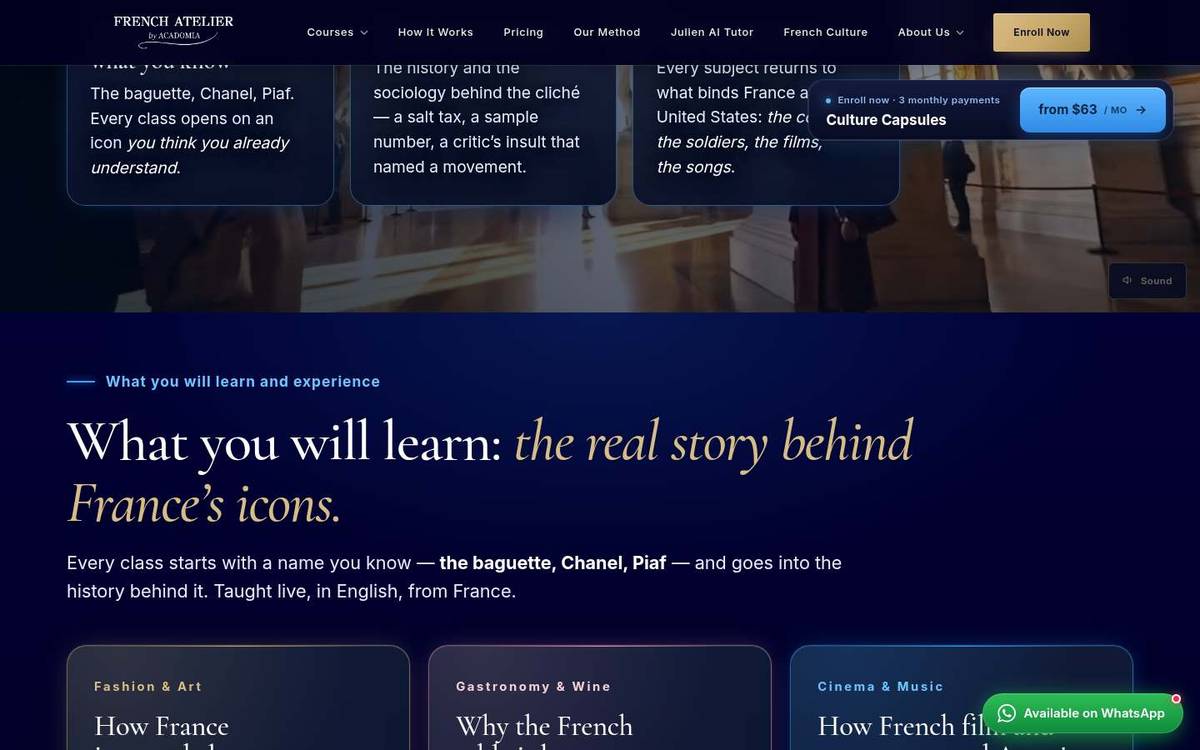 FRENCH ATELIER
by ACADOMIA
Courses
How It Works
Pricing
Our Method
Julien AI Tutor
French Culture
About Us
Enroll Now
what you know
The baguette, Chanel, Piaf.
Every class opens on an
icon you think you already
understand.
The history and the
sociology behind the cliché
— a salt tax, a sample
number, a critic’s insult that
named a movement.
Every subject returns to
what binds France a
United States: the co
the soldiers, the films,
the songs.
Enroll now · 3 monthly payments
Culture Capsules
from $63 / MO →
Sound
What you will learn and experience
What you will learn: the real story behind
France’s icons.
Every class starts with a name you know — the baguette, Chanel, Piaf — and goes into the
history behind it. Taught live, in English, from France.
Fashion & Art
How France
Gastronomy & Wine
Why the French
Cinema & Music
How French film and
Available on WhatsApp